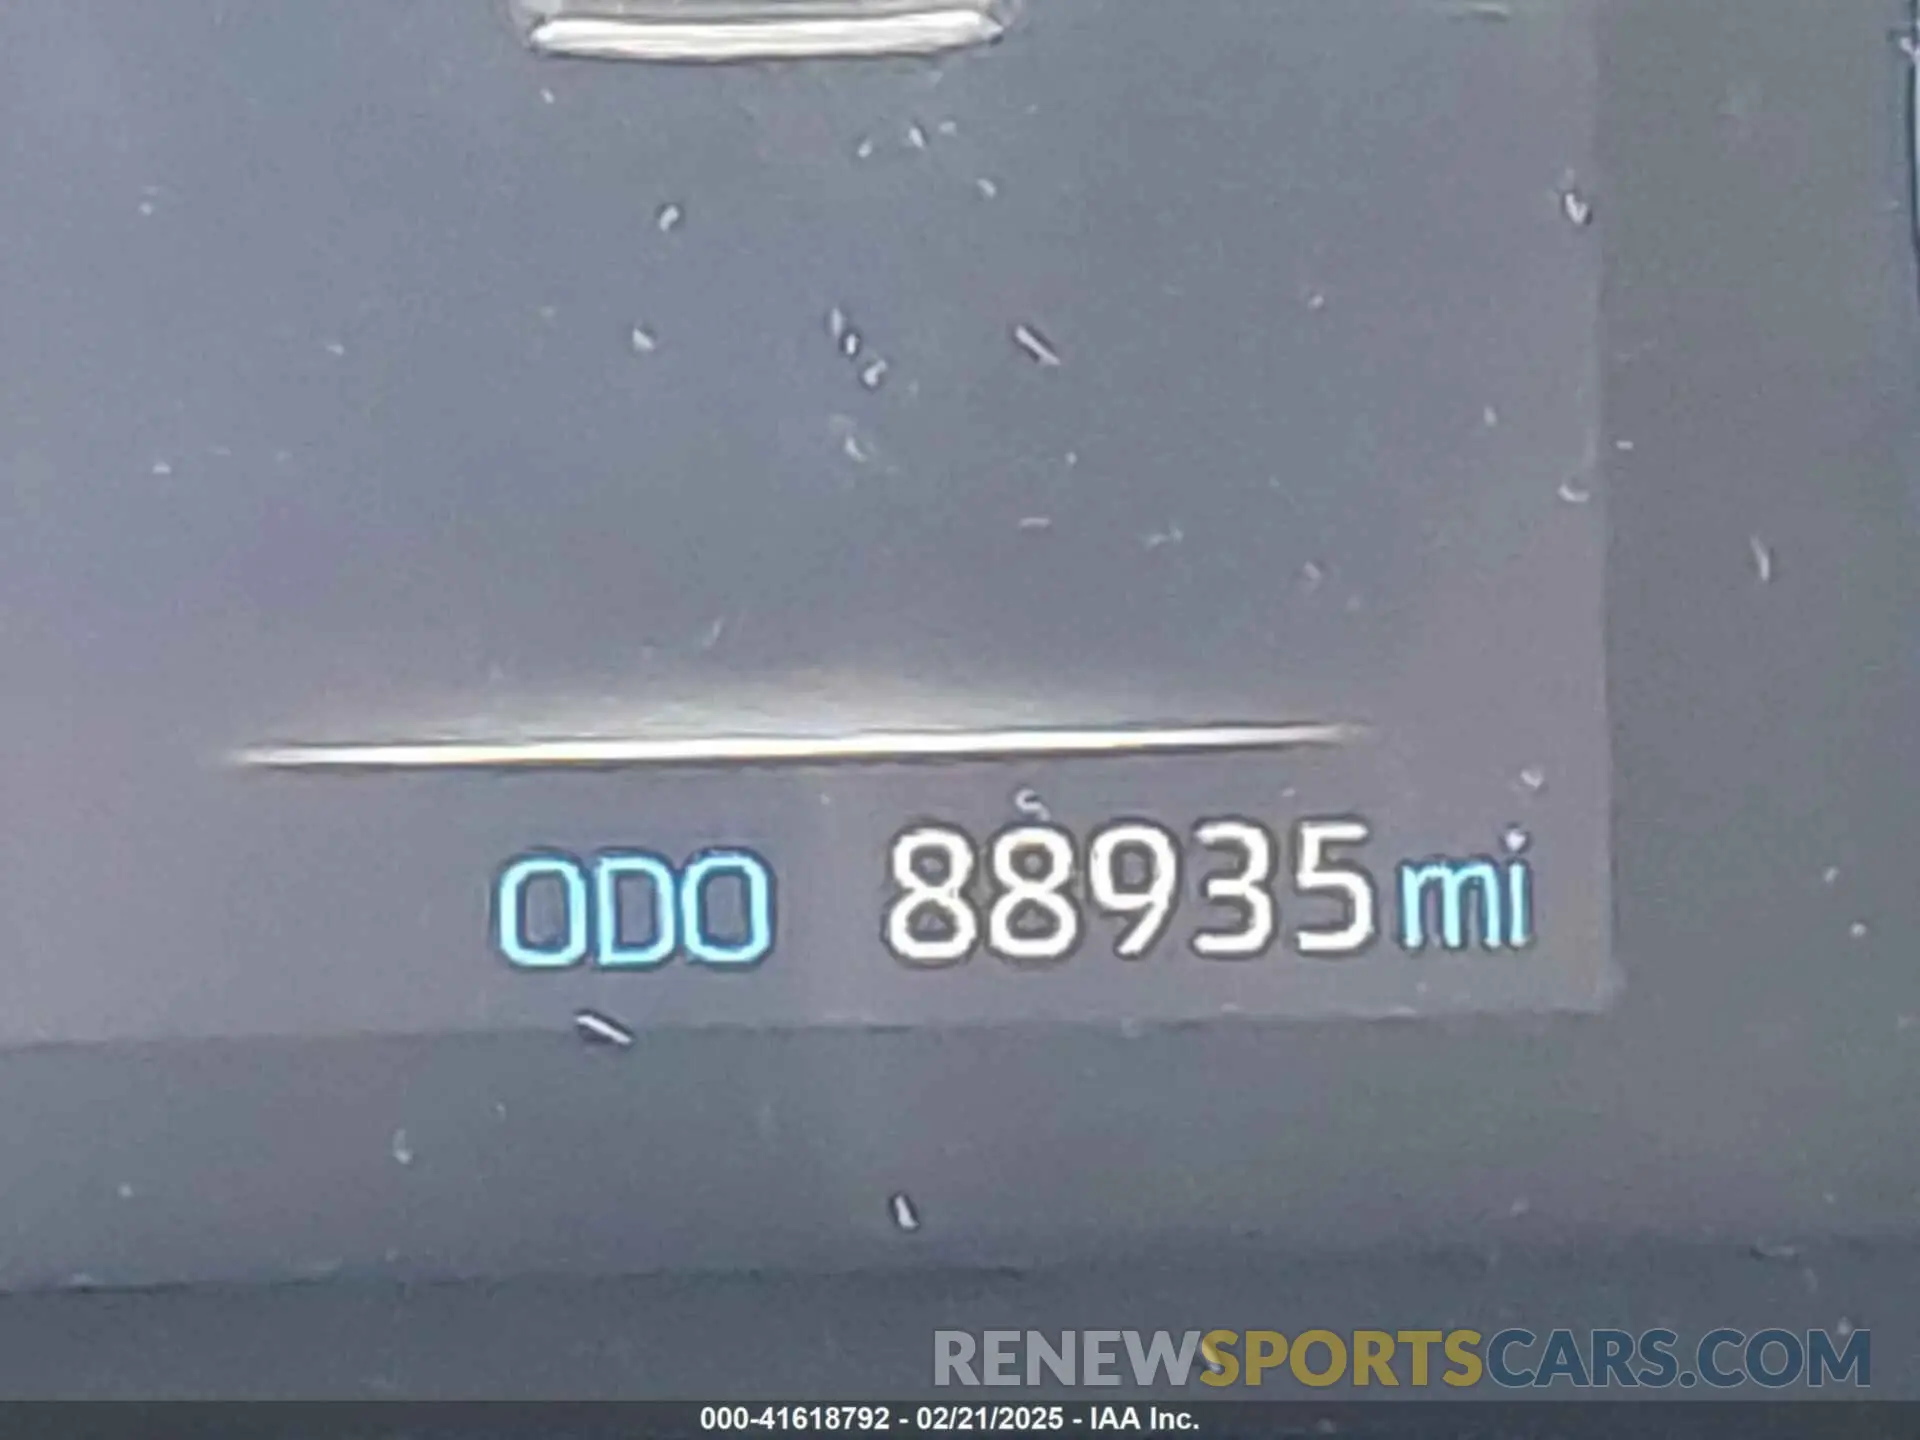 ODO 88935 mi
RENEWSPORTSCARS.COM
000-41618792 - 02/21/2025 - IAA Inc.